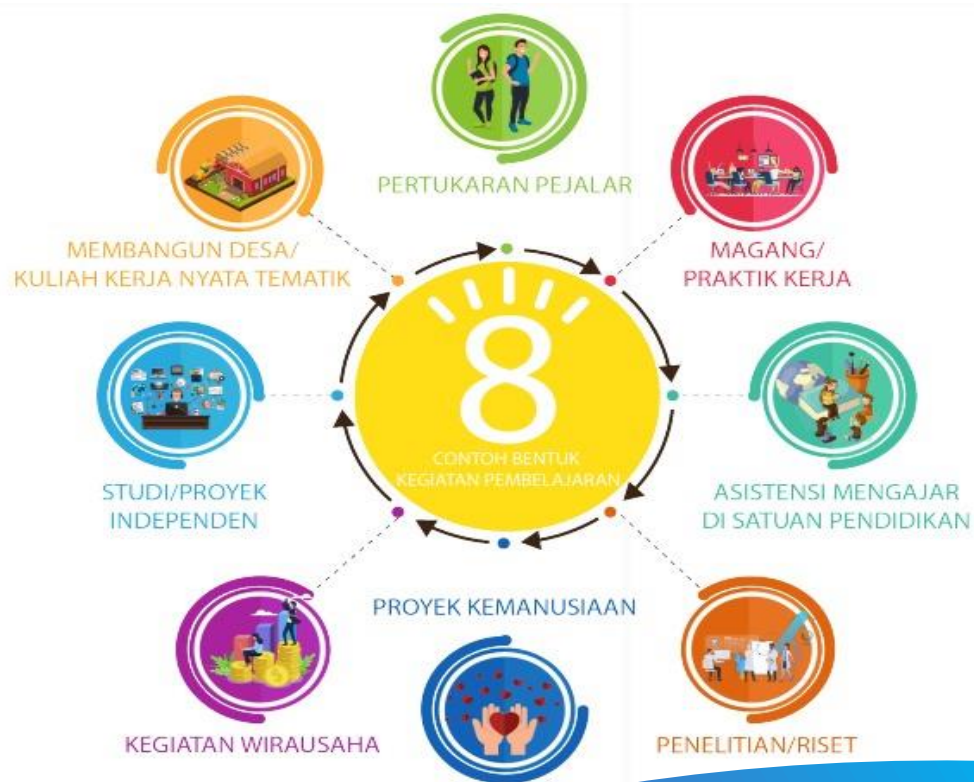 PERTUKARAN PEJALAR
MAGANG/
PRAKTIK KERJA
ASISTENSI MENGAJAR
DI SATUAN PENDIDIKAN
PENELITIAN/RISET
PROYEK KEMANUSIAAN
KEGIATAN WIRAUSAHA
STUDI/PROYEK
INDEPENDEN
MEMBANGUN DESA/
KULIAH KERJA NYATA TEMATIK
8
CONTOH BENTUK
KEGIATAN PEMBELAJARAN